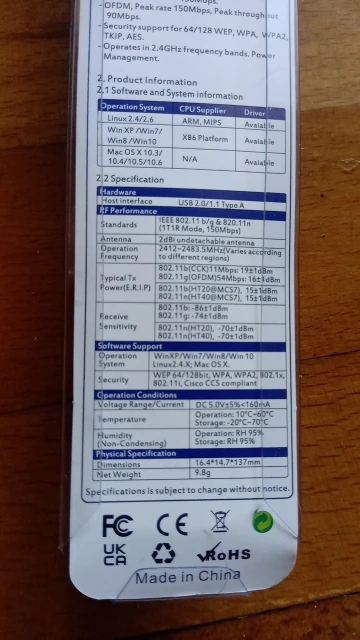 - OFDM, Peak rate 150Mbps, Peak throughput
90Mbps.
- Security support for 64/128 WEP, WPA, WPA2,
TKIP, AES.
- Operates in 2.4GHz frequency bands. Power
Management.
2. Product Information
2.1 Software and System information
Operation System CPU Supplier Driver
Linux 2.4/2.6 ARM, MIPS Avaiable
Win XP /Win7/
Win8 /Win10 X86 Platform Avaiable
Mac OS X 10.3/
10.4/10.5/10.6 N/A Avaiable
2.2 Specification
Hardware
Host interface USB 2.0/1.1 Type A
RF Performance
Standards IEEE 802.11 b/g & 820.11n
(1T1R Mode, 150Mbps)
Antenna 2dBi undetachable antenna
Operation
Frequency 2412~2483.5MHz(Varies according
to different regions)
Typical Tx
Power(E.R.I.P) 802.11b(CCK)11Mbps: 19±1dBm
802.11g(OFDM)54Mbps: 16±1dBm
802.11b(HT20@MCS7), 15±1dBm
802.11n(HT40@MCS7), 15±1dBm
Receive
Sensitivity 802.11b: -86±1dBm
802.11g: -74±1dBm
802.11n(HT20), -70±1dBm
802.11n(HT40), -70±1dBm
Software Support
Operation
System WinXP/Win7/Win8/Win 10
Linux2.4.X; Mac OS X.
Security WEP 64/128bit, WPA, WPA2, 802.1x,
802.11i, Cisco CCS compliant
Operation Conditions
Voltage Range/Current DC 5.0V±5%<160mA
Temperature Operation: 10°C~60°C
Storage: -20°C~70°C
Humidity
(Non-Condensing) Operation: RH 95%
Storage: RH 95%
Physical Specification
Dimensions 16.4*14.7*137mm
Net Weight 9.8g
Specifications is subject to change without notice.
FC CE
UK
CA RoHS
Made in China